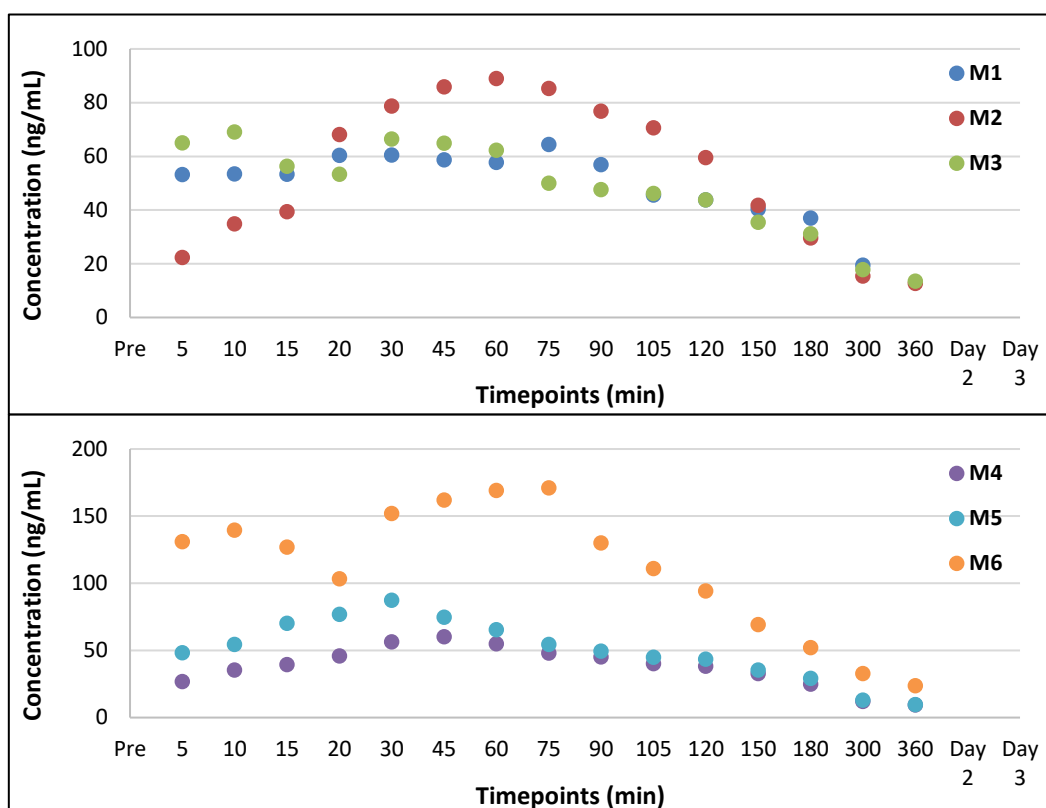 Concentration (ng/mL)
100
80
60
40
20
0
M1
M2
M3
Pre 5 10 15 20 30 45 60 75 90 105 120 150 180 300 360 Day Day
2 3
Timepoints (min)
Concentration (ng/mL)
200
150
100
50
0
M4
M5
M6
Pre 5 10 15 20 30 45 60 75 90 105 120 150 180 300 360 Day Day
2 3
Timepoints (min)